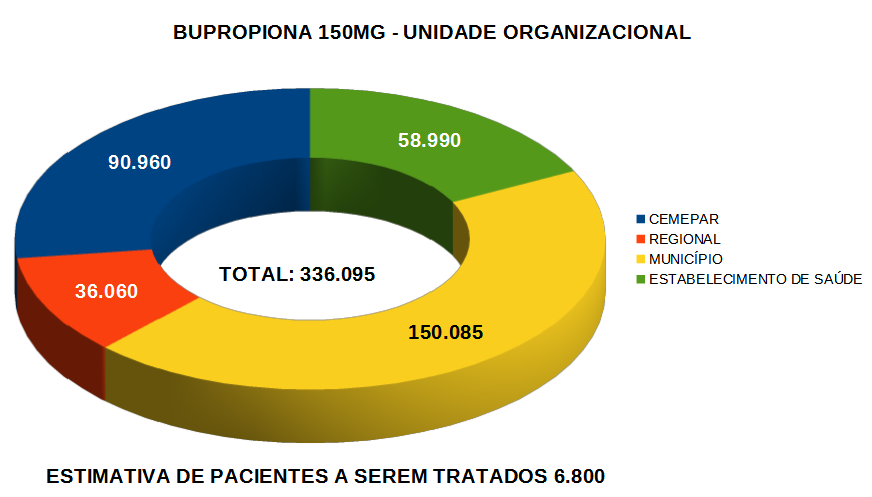 BUPROPIONA 150MG - UNIDADE ORGANIZACIONAL
58.990
90.960
36.060
TOTAL: 336.095
150.085
CEMEPAR
REGIONAL
MUNICÍPIO
ESTABELECIMENTO DE SAÚDE
ESTIMATIVA DE PACIENTES A SEREM TRATADOS 6.800